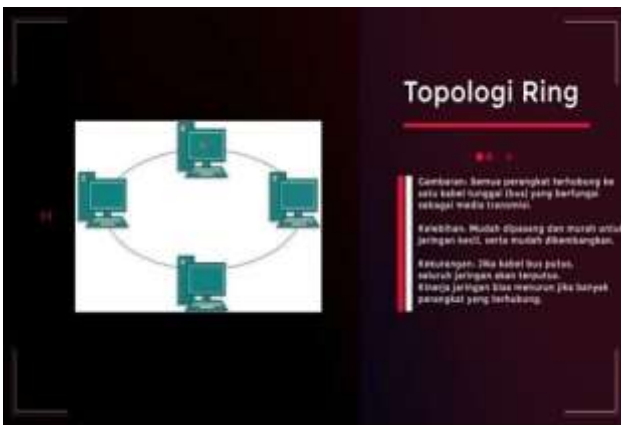 Topologi Ring
Gambaran: Semua perangkat terhubung ke
satu kabel tunggal (bus) yang berfungsi
sebagai media transmisi.
Kelebihan: Mudah dipasang dan murah untuk
jaringan kecil, serta mudah dikembangkan.
Kekurangan: Jika kabel bus putus,
seluruh jaringan akan terputus.
Kinerja jaringan bisa menurun jika banyak
perangkat yang terhubung.